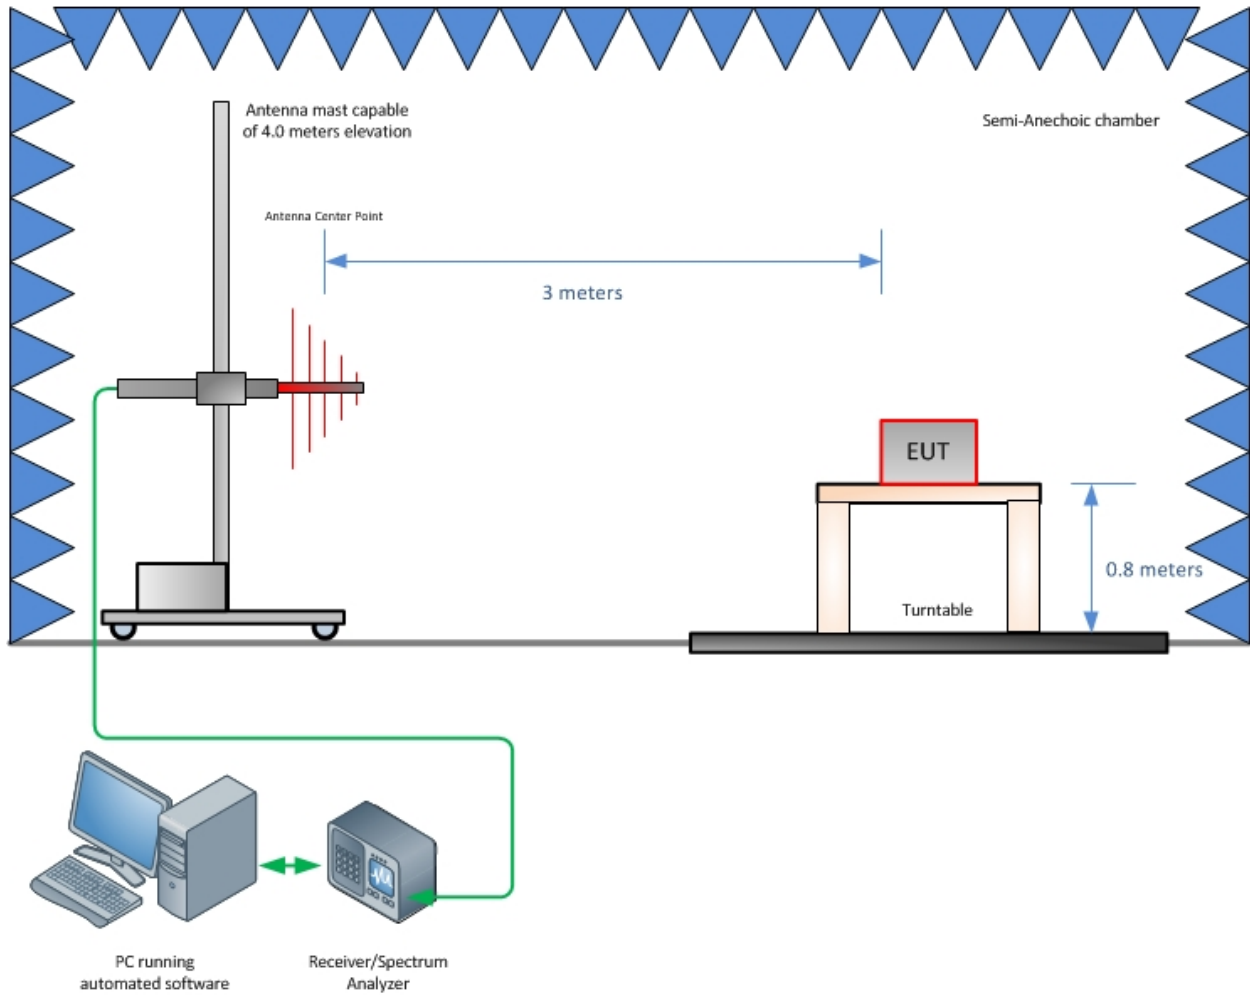 Antenna mast capable
of 4.0 meters elevation
Semi-Anechoic chamber
Antenna Center Point
3 meters
EUT
0.8 meters
Turntable
PC running
automated software
Receiver/Spectrum
Analyzer